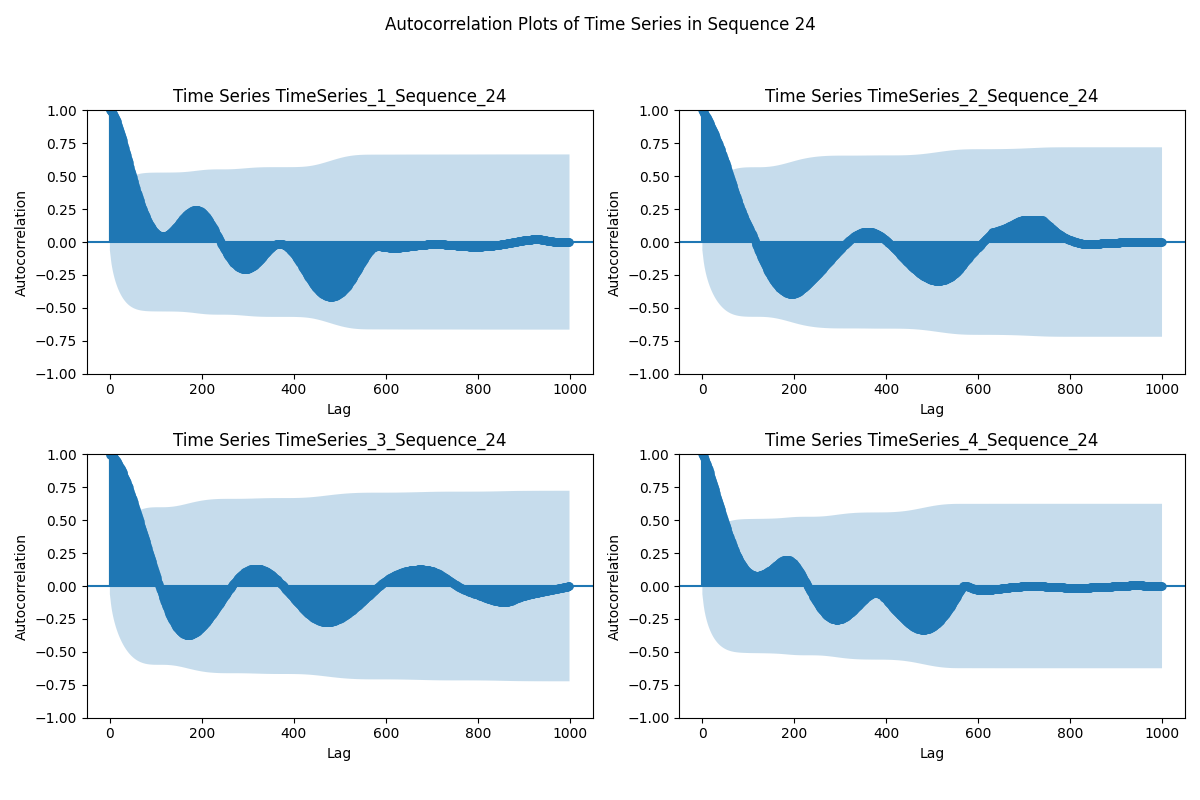 Autocorrelation Plots of Time Series in Sequence 24
Time Series TimeSeries_1_Sequence_24
1.00
0.75
0.50
0.25
0.00
−0.25
−0.50
−0.75
−1.00
Autocorrelation
0 200 400 600 800 1000
Lag
Time Series TimeSeries_2_Sequence_24
1.00
0.75
0.50
0.25
0.00
−0.25
−0.50
−0.75
−1.00
Autocorrelation
0 200 400 600 800 1000
Lag
Time Series TimeSeries_3_Sequence_24
1.00
0.75
0.50
0.25
0.00
−0.25
−0.50
−0.75
−1.00
Autocorrelation
0 200 400 600 800 1000
Lag
Time Series TimeSeries_4_Sequence_24
1.00
0.75
0.50
0.25
0.00
−0.25
−0.50
−0.75
−1.00
Autocorrelation
0 200 400 600 800 1000
Lag